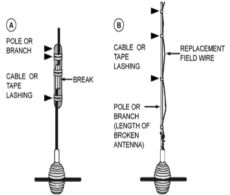 A
POLE OR
BRANCH
CABLE OR
TAPE
LASHING
BREAK
B
CABLE OR
TAPE
LASHING
REPLACEMENT
FIELD WIRE
POLE OR
BRANCH
(LENGTH OF
BROKEN
ANTENNA)